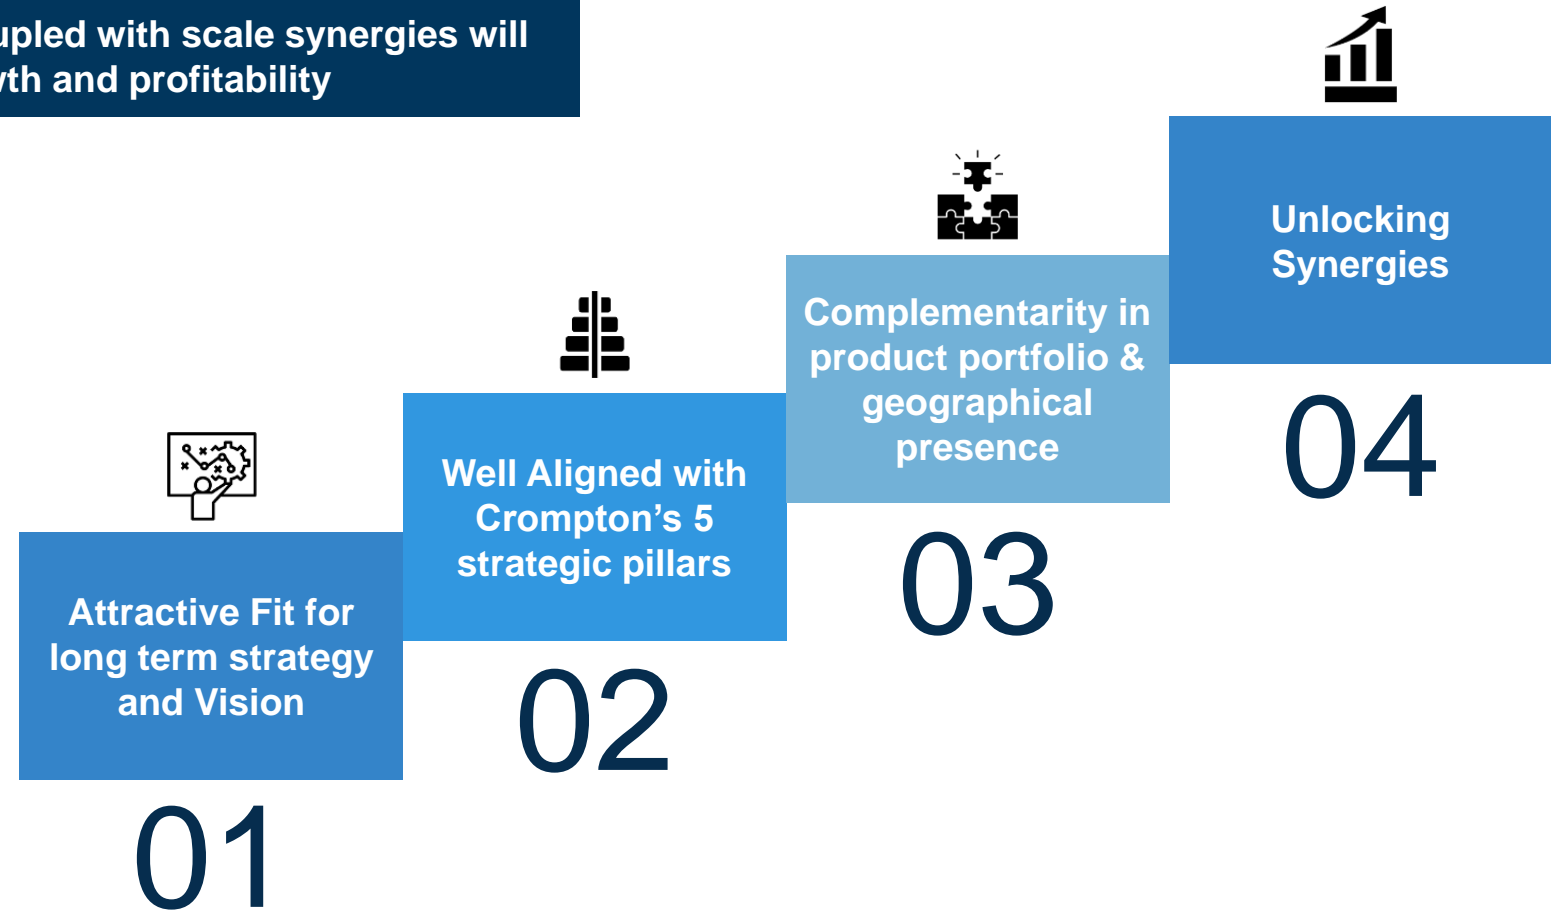 upled with scale synergies will
th and profitability
Attractive Fit for
long term strategy
and Vision
01
Well Aligned with
Crompton’s 5
strategic pillars
02
Complementarity in
product portfolio &
geographical
presence
03
Unlocking
Synergies
04